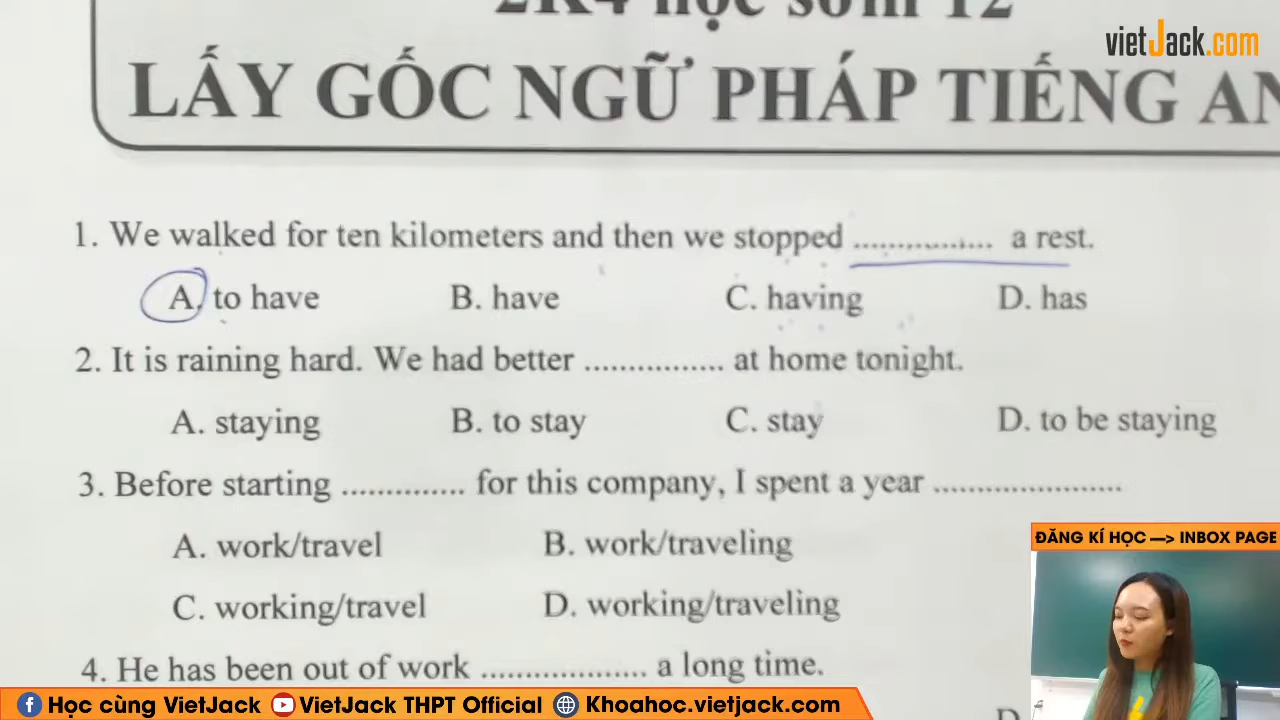 2K4 học sớm 12
vietJack.com
LẤY GỐC NGỮ PHÁP TIẾNG AN
1. We walked for ten kilometers and then we stopped ................ a rest.
A. to have B. have C. having D. has
2. It is raining hard. We had better ................ at home tonight.
A. staying B. to stay C. stay D. to be staying
3. Before starting .............. for this company, I spent a year ......................
A. work/travel B. work/traveling
C. working/travel D. working/traveling
4. He has been out of work ................... a long time.
D
ĐĂNG KÍ HỌC —> INBOX PAGE
Học cùng VietJack VietJack THPT Official Khoahoc.vietjack.com